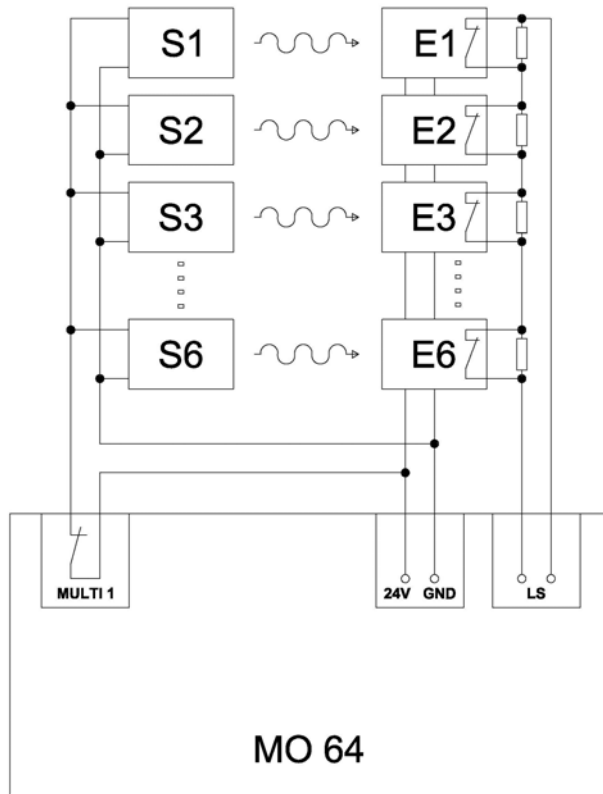 S1 E1
S2 E2
S3 E3
S6 E6
MULTI 1 24V GND LS
MO 64